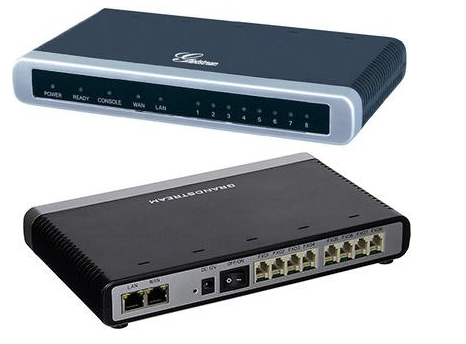 Grandstream
POWER READY CONSOLE WAN LAN 1 2 3 4 5 6 7 8
GRANDSTREAM
LAN WAN DC 12V OFF/ON FXO1 FXO2 FXO3 FXO4 FXO5 FXO6 FXO7 FXO8